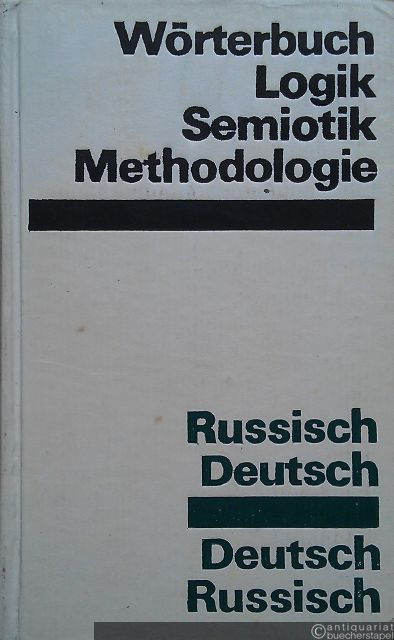 Wörterbuch
Logik
Semiotik
Methodologie
Russisch
Deutsch
Deutsch
Russisch
©antiquariat
buecherstapel